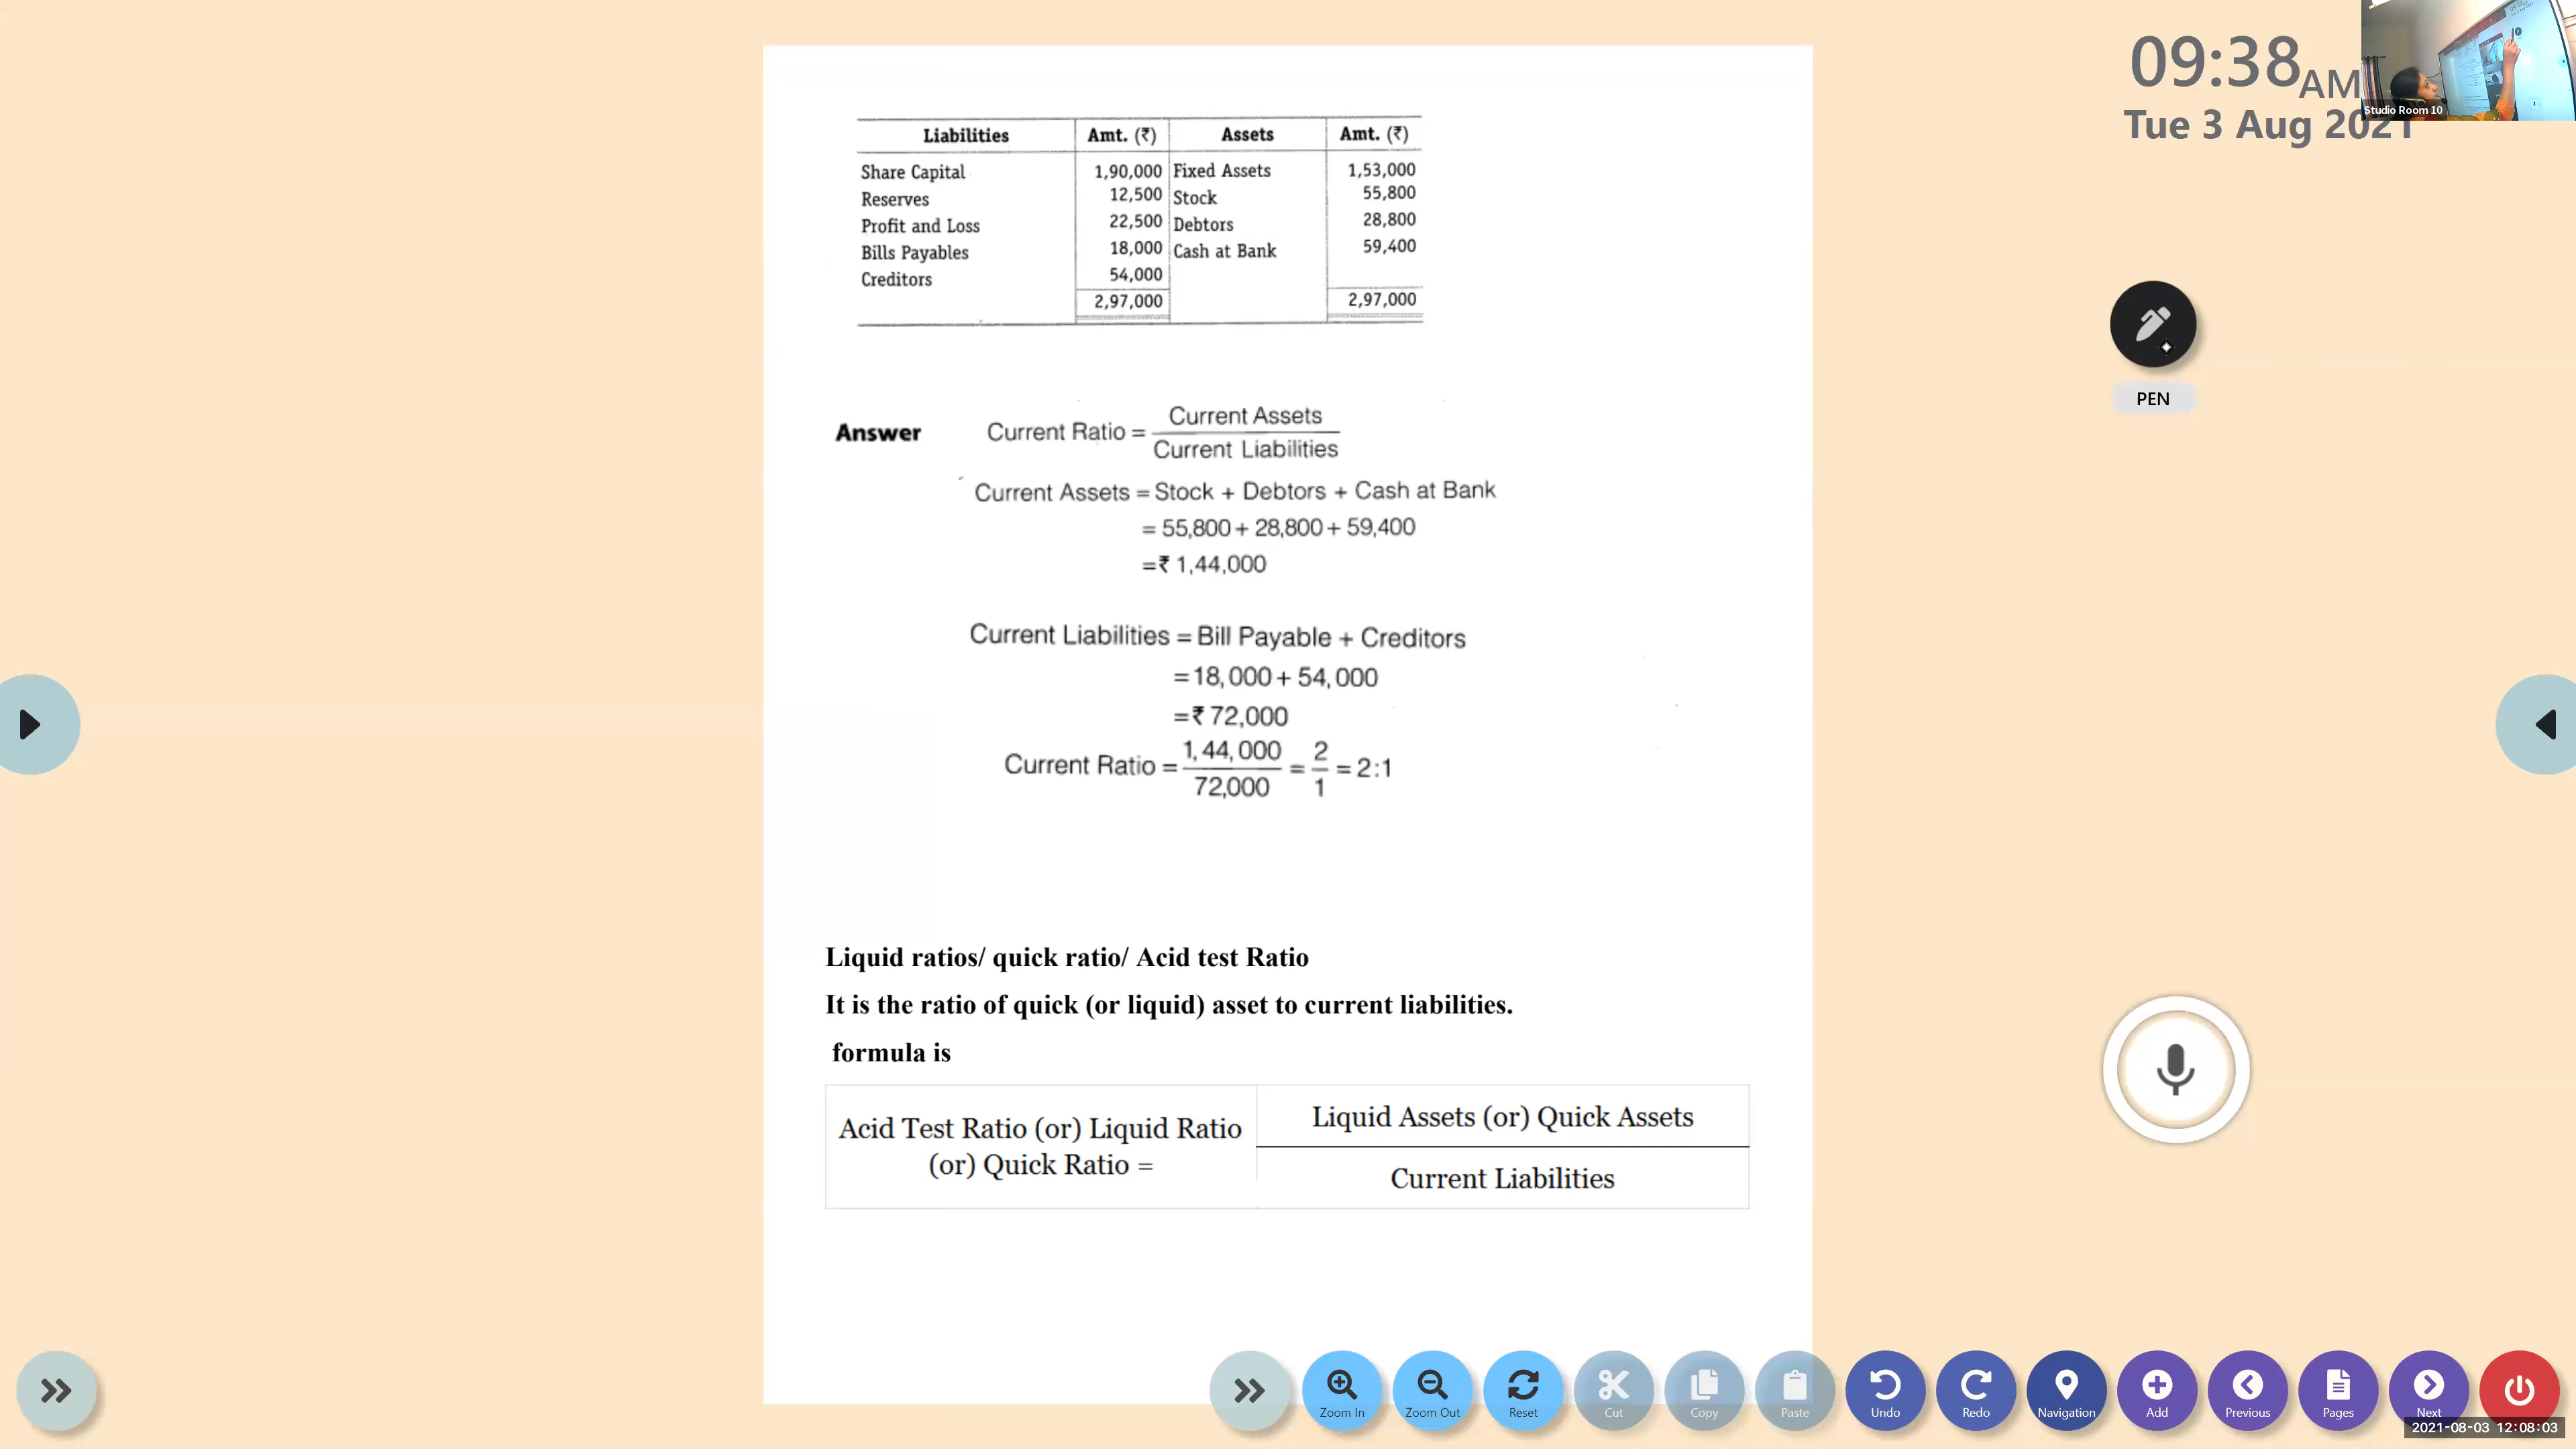 09:38 AM
Tue 3 Aug 2021
Studio Room 10
Liabilities Amt. (₹) Assets Amt. (₹)
Share Capital 1,90,000 Fixed Assets 1,53,000
Reserves 12,500 Stock 55,800
Profit and Loss 22,500 Debtors 28,800
Bills Payables 18,000 Cash at Bank 59,400
Creditors 54,000
2,97,000 2,97,000
PEN
Answer Current Ratio = Current Assets / Current Liabilities
Current Assets = Stock + Debtors + Cash at Bank
= 55,800 + 28,800 + 59,400
=₹ 1,44,000
Current Liabilities = Bill Payable + Creditors
= 18,000 + 54,000
=₹ 72,000
Current Ratio = 1,44,000 / 72,000 = 2 / 1 = 2:1
Liquid ratios/ quick ratio/ Acid test Ratio
It is the ratio of quick (or liquid) asset to current liabilities.
formula is
Acid Test Ratio (or) Liquid Ratio
(or) Quick Ratio =
Liquid Assets (or) Quick Assets
Current Liabilities
Zoom In Zoom Out Reset Cut Copy Paste Undo Redo Navigation Add Previous Pages Next
2021-08-03 12:08:03